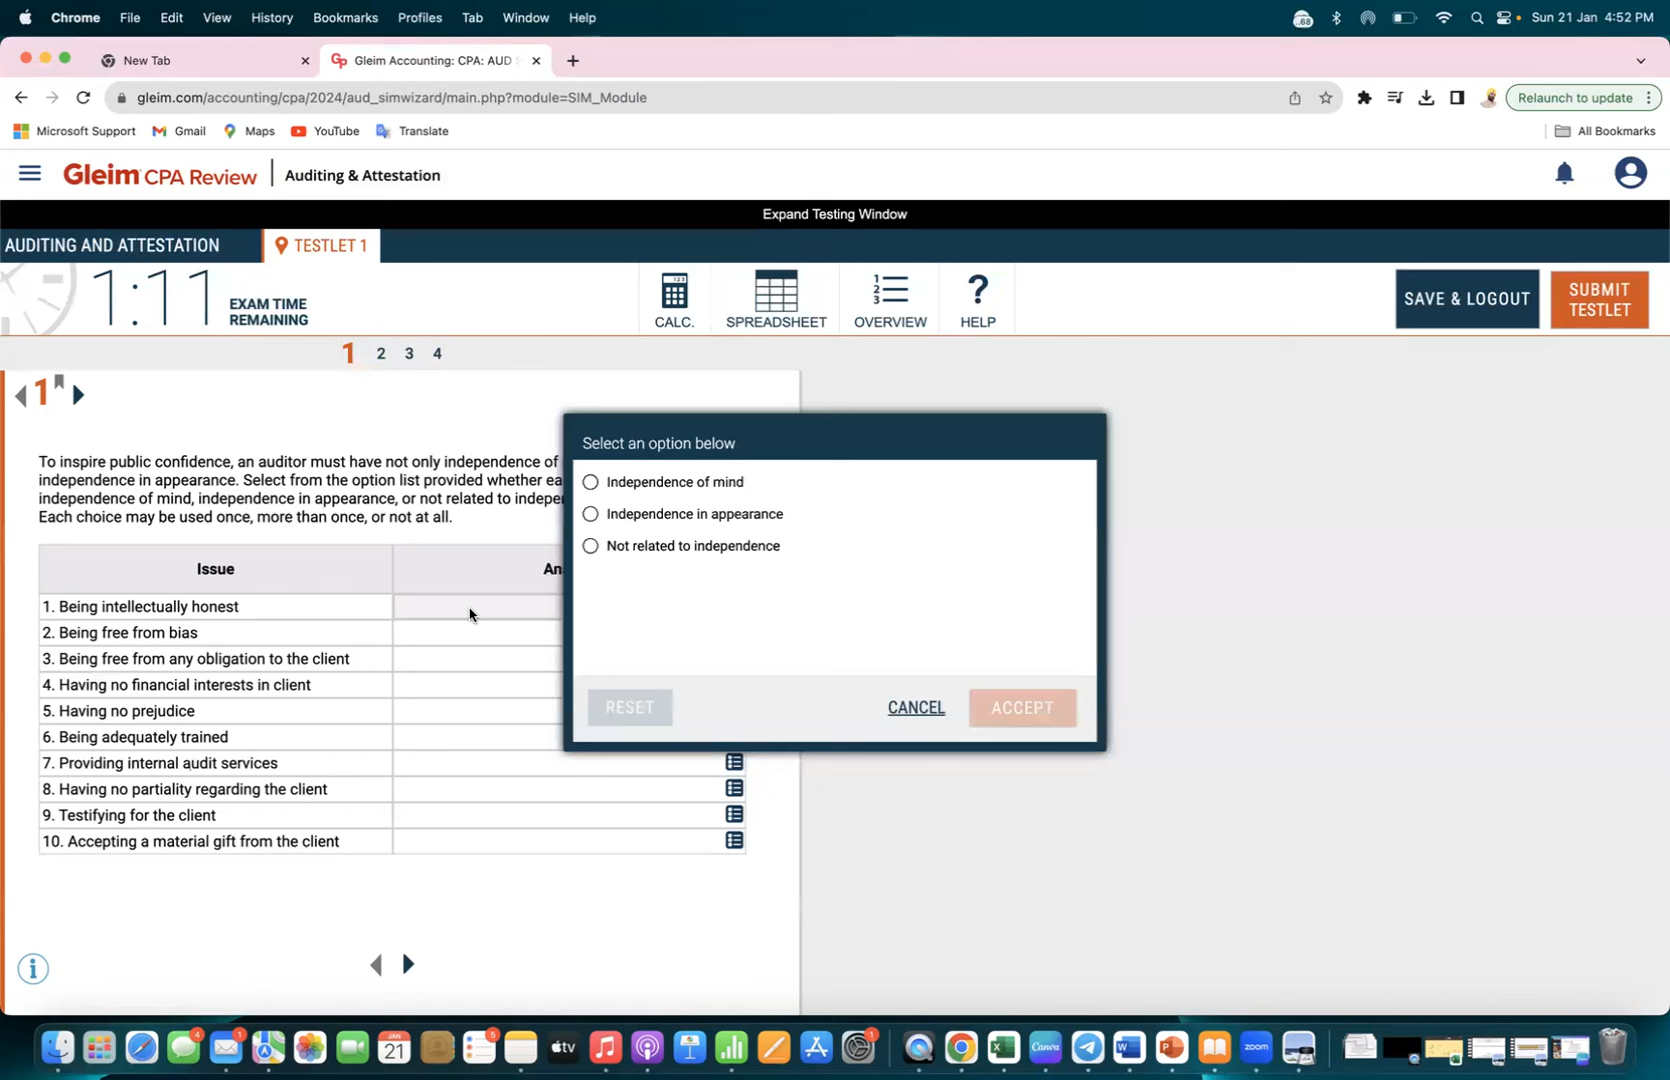 Chrome File Edit View History Bookmarks Profiles Tab Window Help
68
Sun 21 Jan 4:52 PM
New Tab
Gleim Accounting: CPA: AUD
gleim.com/accounting/cpa/2024/aud_simwizard/main.php?module=SIM_Module
Relaunch to update
Microsoft Support Gmail Maps YouTube Translate
All Bookmarks
Gleim CPA Review Auditing & Attestation
Expand Testing Window
AUDITING AND ATTESTATION
TESTLET 1
1:11
EXAM TIME
REMAINING
CALC.
SPREADSHEET
OVERVIEW
HELP
SAVE & LOGOUT
SUBMIT
TESTLET
1 2 3 4
1
To inspire public confidence, an auditor must have not only independence of
independence in appearance. Select from the option list provided whether ea
independence of mind, independence in appearance, or not related to indepe
Each choice may be used once, more than once, or not at all.
Issue
An
1. Being intellectually honest
2. Being free from bias
3. Being free from any obligation to the client
4. Having no financial interests in client
5. Having no prejudice
6. Being adequately trained
7. Providing internal audit services
8. Having no partiality regarding the client
9. Testifying for the client
10. Accepting a material gift from the client
Select an option below
Independence of mind
Independence in appearance
Not related to independence
RESET
CANCEL
ACCEPT
4
1
JAN
21
5
tv
1
Canva
zoom